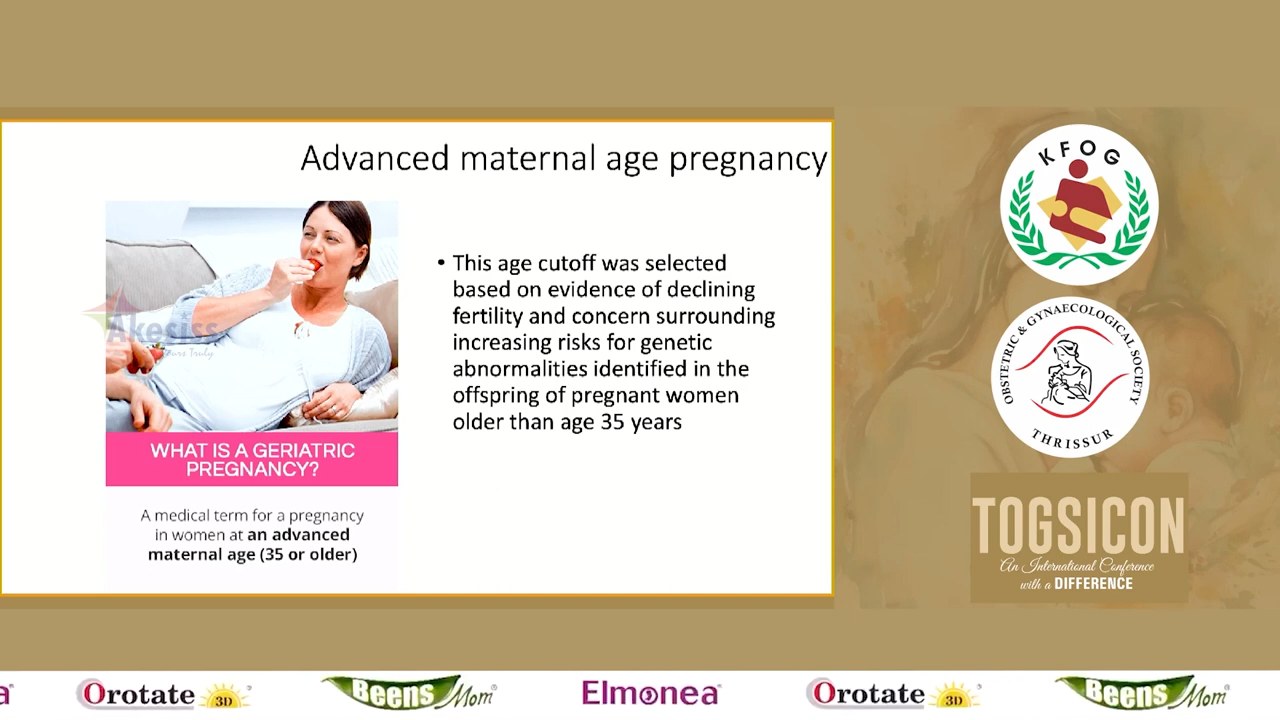 Advanced maternal age pregnancy
Akesiss
Yours Truly
WHAT IS A GERIATRIC
PREGNANCY?
A medical term for a pregnancy
in women at an advanced
maternal age (35 or older)
• This age cutoff was selected
based on evidence of declining
fertility and concern surrounding
increasing risks for genetic
abnormalities identified in the
offspring of pregnant women
older than age 35 years
KFOG
OBSTETRIC & GYNAECOLOGICAL SOCIETY
THRISSUR
TOGSICON
An International Conference
with a DIFFERENCE
a® Orotate 3D® Beens Mom® Elmonea® Orotate 3D® Beens Mom®